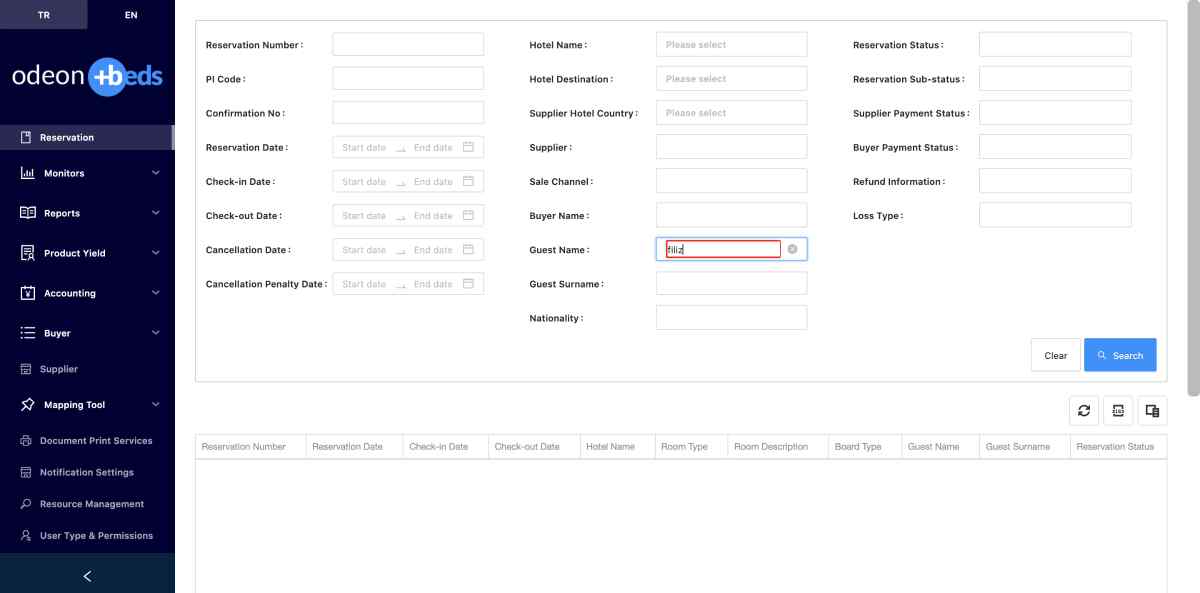 TR EN
odeon +beds
Reservation
Monitors
Reports
Product Yield
Accounting
Buyer
Supplier
Mapping Tool
Document Print Services
Notification Settings
Resource Management
User Type & Permissions
Reservation Number :
PI Code :
Confirmation No :
Reservation Date : Start date End date
Check-in Date : Start date End date
Check-out Date : Start date End date
Cancellation Date : Start date End date
Cancellation Penalty Date : Start date End date
Hotel Name : Please select
Hotel Destination : Please select
Supplier Hotel Country : Please select
Supplier :
Sale Channel :
Buyer Name :
Guest Name : filiz
Guest Surname :
Nationality :
Reservation Status :
Reservation Sub-status :
Supplier Payment Status :
Buyer Payment Status :
Refund Information :
Loss Type :
Clear Search
Reservation Number Reservation Date Check-in Date Check-out Date Hotel Name Room Type Room Description Board Type Guest Name Guest Surname Reservation Status